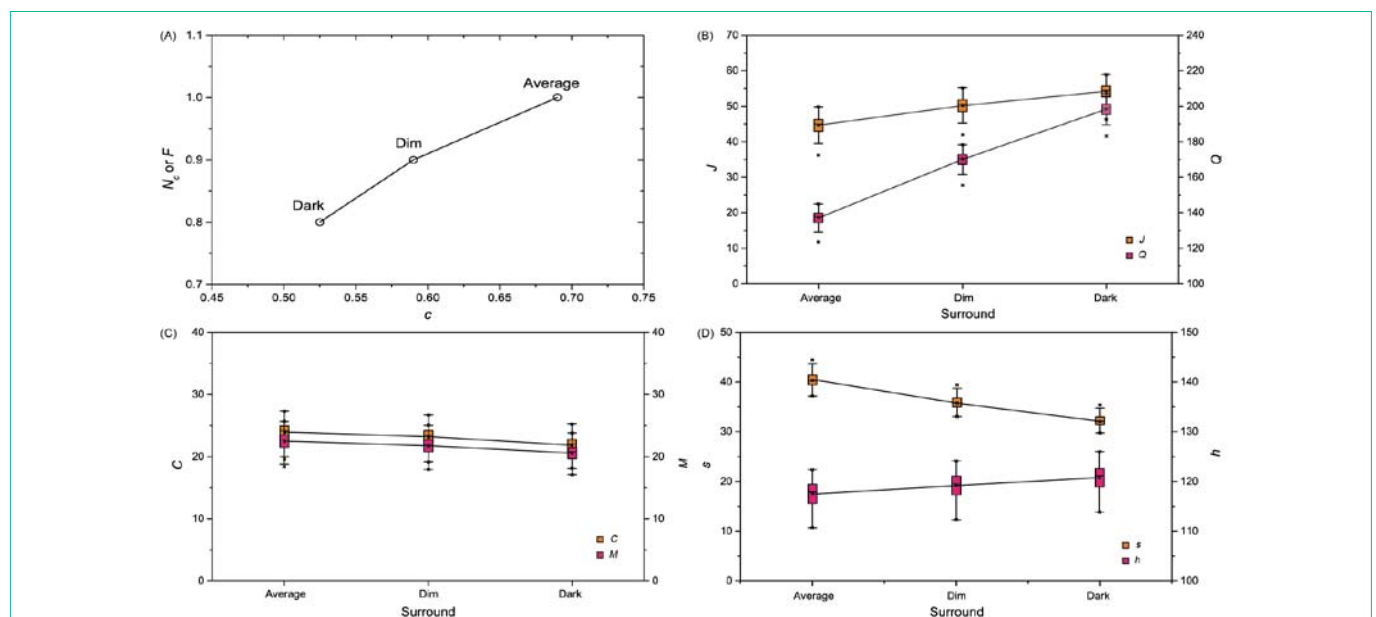 (A)
1.1
1.0
0.9
0.8
0.7
N_c or F
Average
Dim
Dark
0.45
0.50
0.55
0.60
0.65
0.70
0.75
c
(B)
70
60
50
40
30
20
10
0
J
240
220
200
180
160
140
120
100
Q
J
Q
Average
Dim
Dark
Surround
(C)
40
30
20
10
0
C
40
30
20
10
0
M
C
M
Average
Dim
Dark
Surround
(D)
50
40
30
20
10
0
s
150
140
130
120
110
100
h
s
h
Average
Dim
Dark
Surround